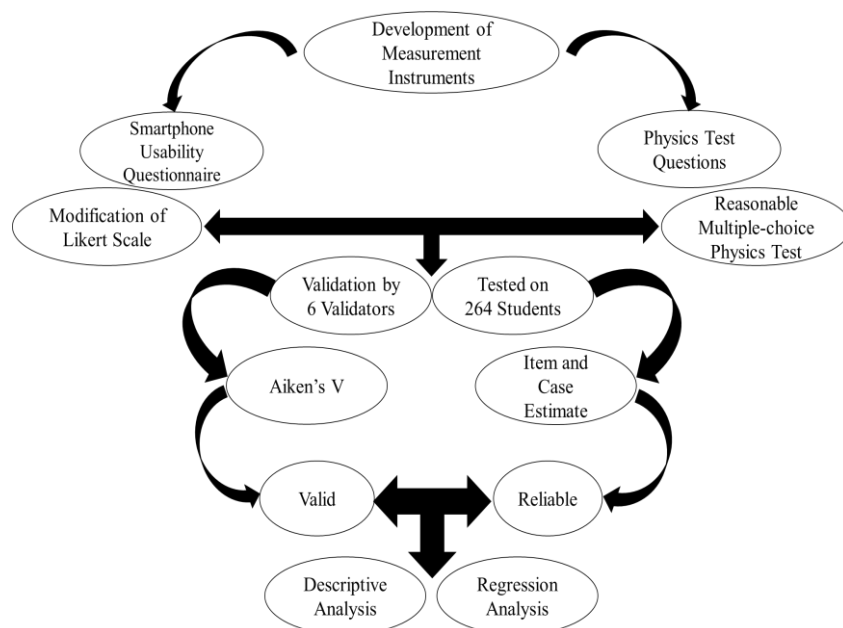 Development of
Measurement
Instruments
Smartphone
Usability
Questionnaire
Physics Test
Questions
Modification of
Likert Scale
Reasonable
Multiple-choice
Physics Test
Validation by
6 Validators
Tested on
264 Students
Aiken's V
Item and
Case
Estimate
Valid
Reliable
Descriptive
Analysis
Regression
Analysis